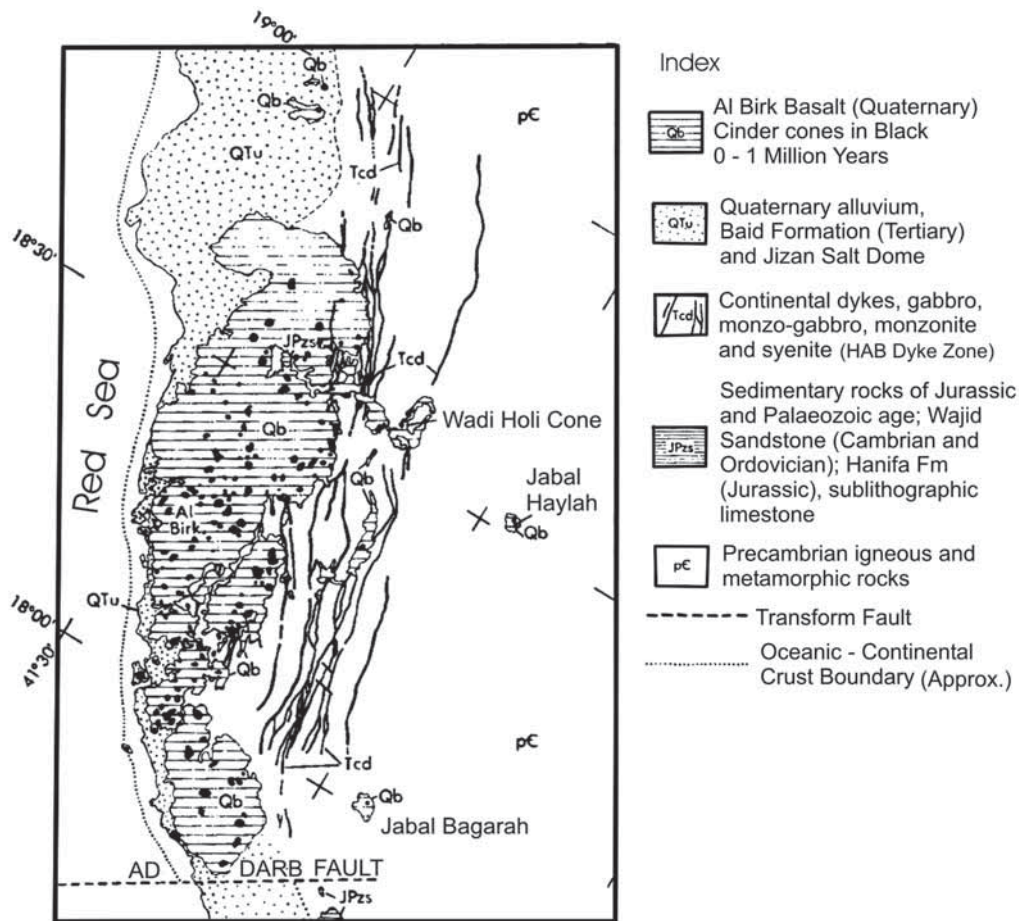 19°00'
Qb
Qb
pЄ
QTu
Tcd
Qb
18°30'
JPzs
Tcd
Red Sea
Qb
Wadi Holi Cone
Qb
Jabal
Haylah
Qb
Al
Birk
QTu
18°00'
41°30'
Qb
pЄ
Tcd
Qb
Qb
Jabal Bagarah
AD DARB FAULT
JPzs
Index
Qb
Al Birk Basalt (Quaternary)
Cinder cones in Black
0 - 1 Million Years
QTu
Quaternary alluvium,
Baid Formation (Tertiary)
and Jizan Salt Dome
Tcd
Continental dykes, gabbro,
monzo-gabbro, monzonite
and syenite (HAB Dyke Zone)
JPzs
Sedimentary rocks of Jurassic
and Palaeozoic age; Wajid
Sandstone (Cambrian and
Ordovician); Hanifa Fm
(Jurassic), sublithographic
limestone
pЄ
Precambrian igneous and
metamorphic rocks
Transform Fault
Oceanic - Continental
Crust Boundary (Approx.)